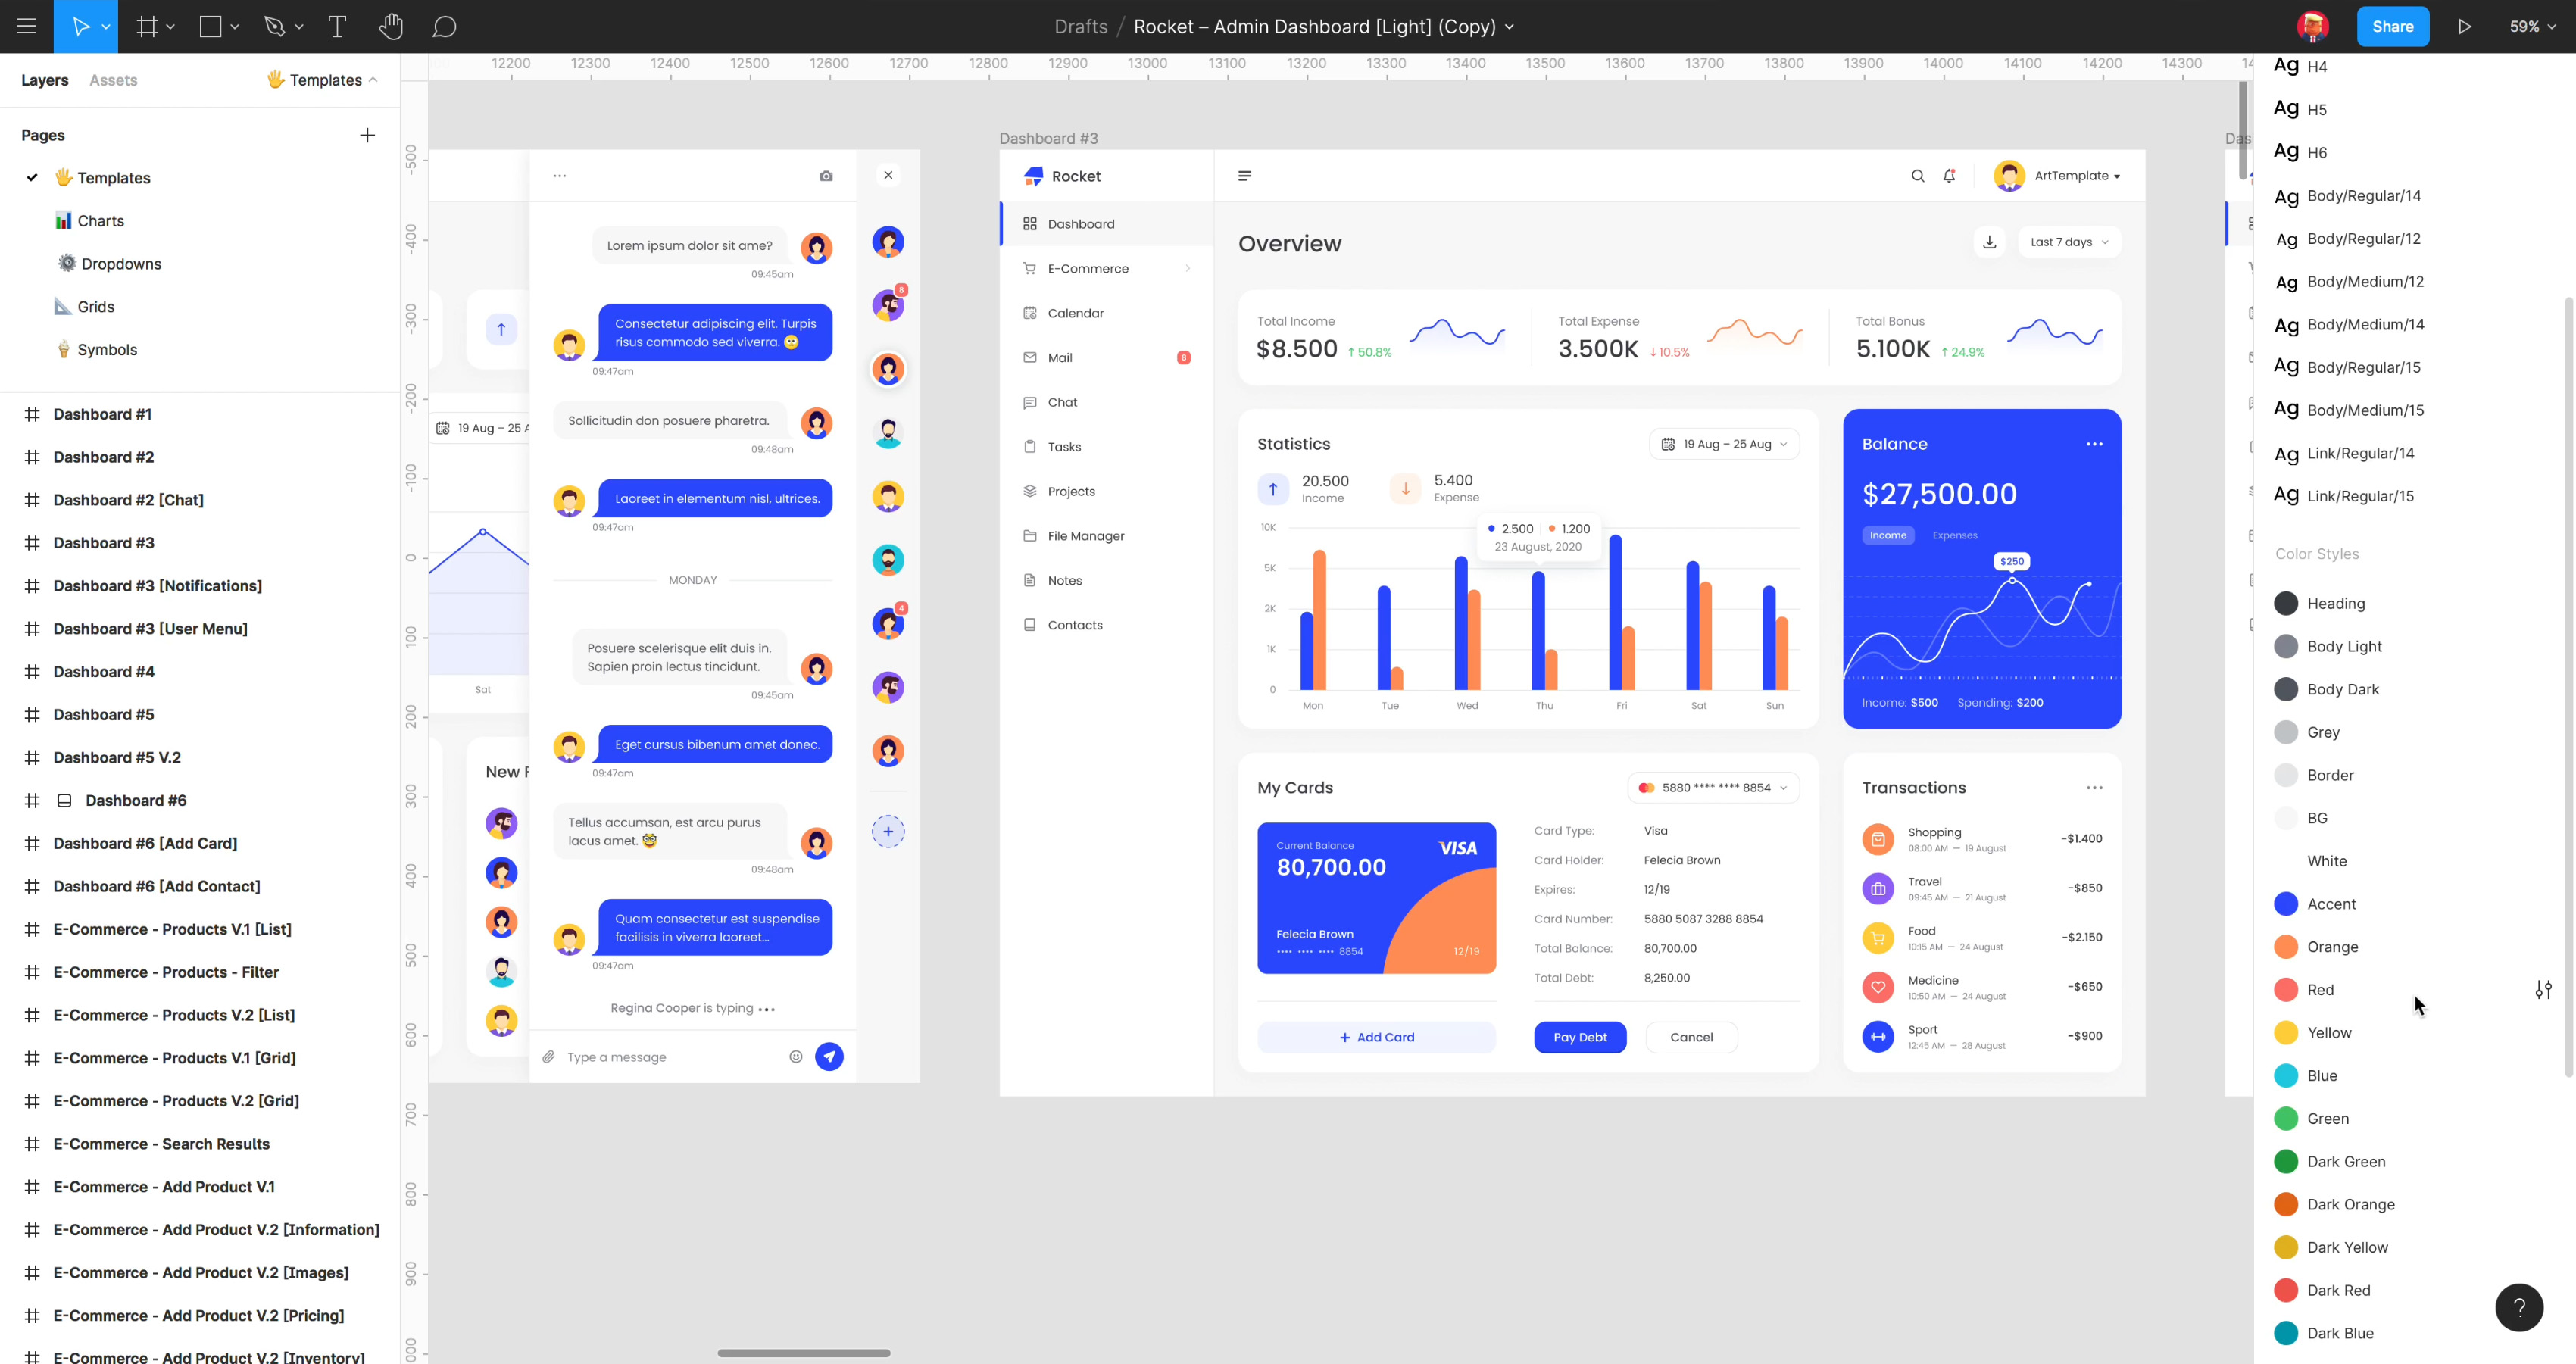 Drafts / Rocket – Admin Dashboard [Light] (Copy)
Share
59%
Layers
Assets
🖐 Templates
Pages
🖐 Templates
📊 Charts
⚙️ Dropdowns
📐 Grids
🍦 Symbols
Dashboard #1
Dashboard #2
Dashboard #2 [Chat]
Dashboard #3
Dashboard #3 [Notifications]
Dashboard #3 [User Menu]
Dashboard #4
Dashboard #5
Dashboard #5 V.2
Dashboard #6
Dashboard #6 [Add Card]
Dashboard #6 [Add Contact]
E-Commerce - Products V.1 [List]
E-Commerce - Products - Filter
E-Commerce - Products V.2 [List]
E-Commerce - Products V.1 [Grid]
E-Commerce - Products V.2 [Grid]
E-Commerce - Search Results
E-Commerce - Add Product V.1
E-Commerce - Add Product V.2 [Information]
E-Commerce - Add Product V.2 [Images]
E-Commerce - Add Product V.2 [Pricing]
E-Commerce - Add Product V.2 [Inventory]
12200 12300 12400 12500 12600 12700 12800 12900 13000 13100 13200 13300 13400 13500 13600 13700 13800 13900 14000 14100 14200 14300
-500
-400
-300
-200
-100
0
100
200
300
400
500
600
700
800
900
19 Aug – 25 A
Sat
New
Lorem ipsum dolor sit ame?
09:45am
Consectetur adipiscing elit. Turpis
risus commodo sed viverra. 🙄
09:47am
Sollicitudin don posuere pharetra.
09:48am
Laoreet in elementum nisl, ultrices.
09:47am
MONDAY
Posuere scelerisque elit duis in.
Sapien proin lectus tincidunt.
09:45am
Eget cursus bibenum amet donec.
09:47am
Tellus accumsan, est arcu purus
lacus amet. 🤓
09:48am
Quam consectetur est suspendise
facilisis in viverra laoreet...
09:47am
Regina Cooper is typing
Type a message
8
4
Dashboard #3
Rocket
Dashboard
E-Commerce
Calendar
Mail
8
Chat
Tasks
Projects
File Manager
Notes
Contacts
ArtTemplate
Overview
Last 7 days
Total Income
$8.500 ↑ 50.8%
Total Expense
3.500K ↓ 10.5%
Total Bonus
5.100K ↑ 24.9%
Statistics
19 Aug – 25 Aug
20.500
Income
5.400
Expense
2.500 1.200
23 August, 2020
10K
5K
2K
1K
0
Mon Tue Wed Thu Fri Sat Sun
Balance
$27,500.00
Income
Expenses
$250
Income: $500 Spending: $200
My Cards
5880 **** **** 8854
Current Balance
80,700.00
VISA
Felecia Brown
•••• •••• •••• 8854
12/19
+ Add Card
Card Type: Visa
Card Holder: Felecia Brown
Expires: 12/19
Card Number: 5880 5087 3288 8854
Total Balance: 80,700.00
Total Debt: 8,250.00
Pay Debt
Cancel
Transactions
Shopping
08:00 AM — 19 August
-$1.400
Travel
09:45 AM — 21 August
-$850
Food
10:15 AM — 24 August
-$2.150
Medicine
10:50 AM — 24 August
-$650
Sport
12:45 AM — 28 August
-$900
Das
Ag H4
Ag H5
Ag H6
Ag Body/Regular/14
Ag Body/Regular/12
Ag Body/Medium/12
Ag Body/Medium/14
Ag Body/Regular/15
Ag Body/Medium/15
Ag Link/Regular/14
Ag Link/Regular/15
Color Styles
Heading
Body Light
Body Dark
Grey
Border
BG
White
Accent
Orange
Red
Yellow
Blue
Green
Dark Green
Dark Orange
Dark Yellow
Dark Red
Dark Blue
?